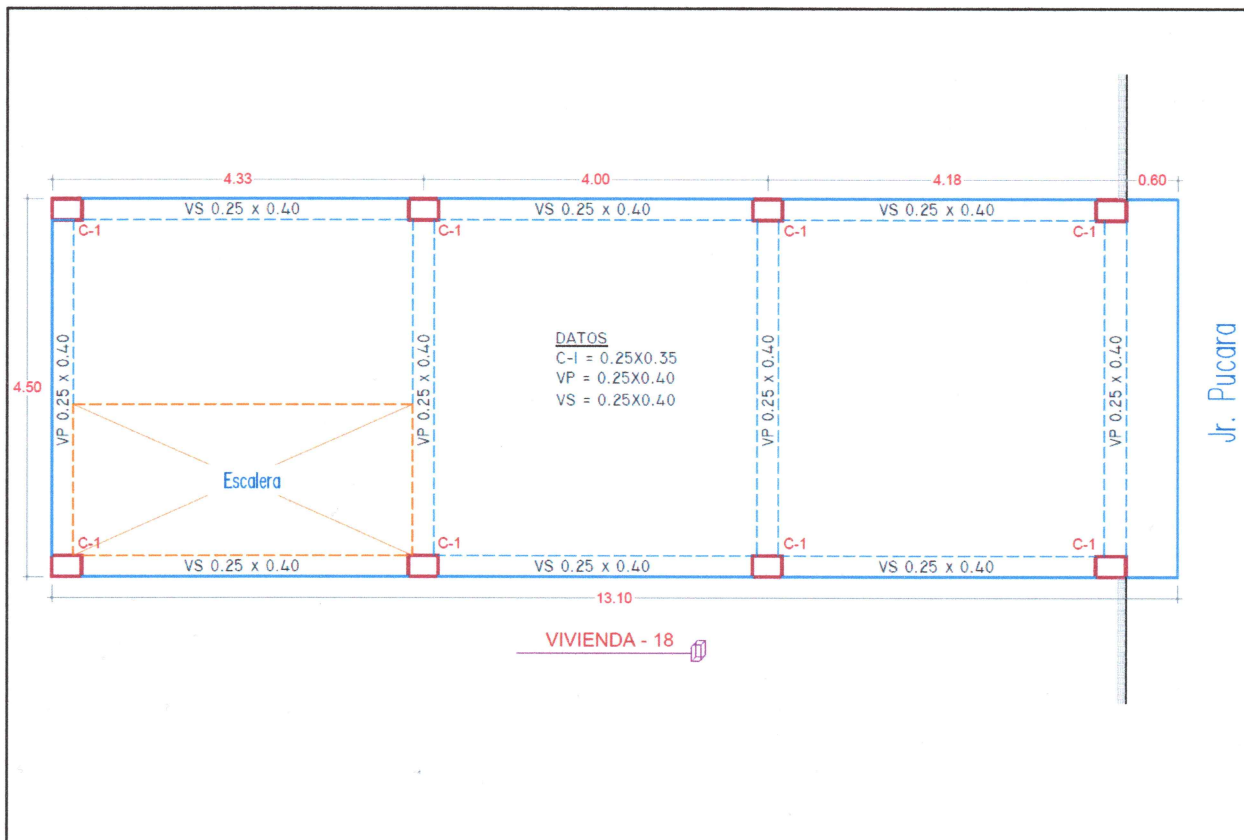 4.33 4.00 4.18 0.60
VS 0.25 x 0.40 VS 0.25 x 0.40 VS 0.25 x 0.40
C-1 C-1 C-1 C-1
4.50
VP 0.25 x 0.40 VP 0.25 x 0.40 VP 0.25 x 0.40 VP 0.25 x 0.40
DATOS
C-1 = 0.25X0.35
VP = 0.25X0.40
VS = 0.25X0.40
Jr. Pucara
Escalera
C-1 C-1 C-1 C-1
VS 0.25 x 0.40 VS 0.25 x 0.40 VS 0.25 x 0.40
13.10
VIVIENDA - 18